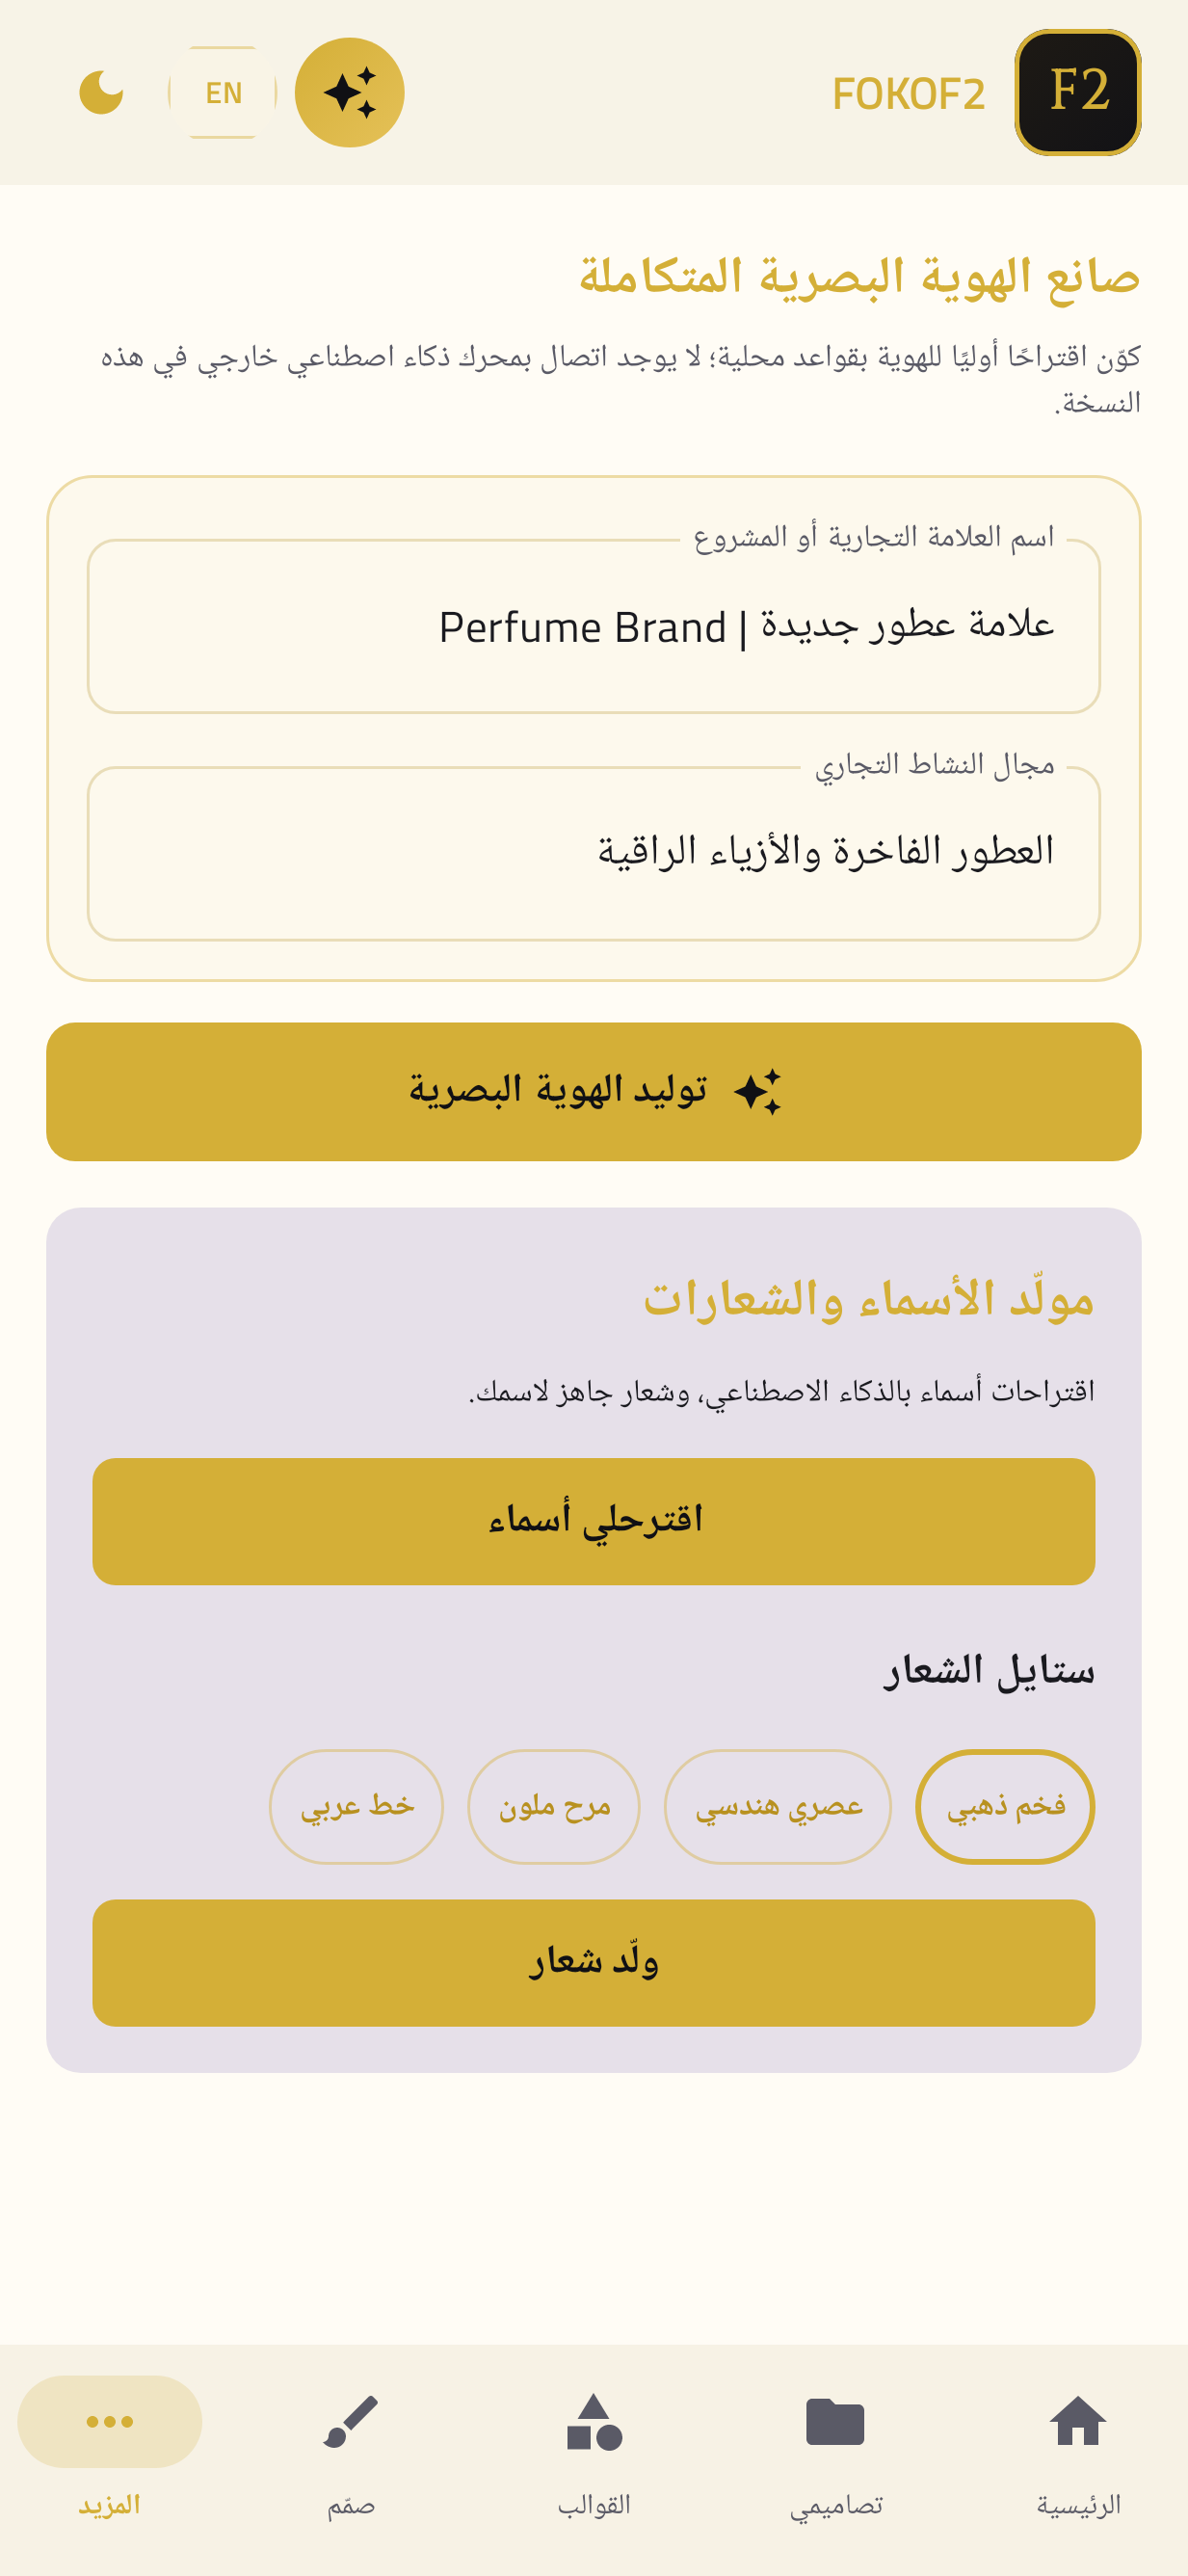 F2
FOKOF2
EN
صانع الهوية البصرية المتكاملة
كوّن اقتراحًا أوليًا للهوية بقواعد محلية؛ لا يوجد اتصال بمحرك ذكاء اصطناعي خارجي في هذه
النسخة.
اسم العلامة التجارية أو المشروع
علامة عطور جديدة | Perfume Brand
مجال النشاط التجاري
العطور الفاخرة والأزياء الراقية
توليد الهوية البصرية
مولّد الأسماء والشعارات
اقتراحات أسماء بالذكاء الاصطناعي، وشعار جاهز لاسمك.
اقترحلي أسماء
ستايل الشعار
فخم ذهبي
عصري هندسي
مرح ملون
خط عربي
ولّد شعار
الرئيسية
تصاميمي
القوالب
صمّم
المزيد